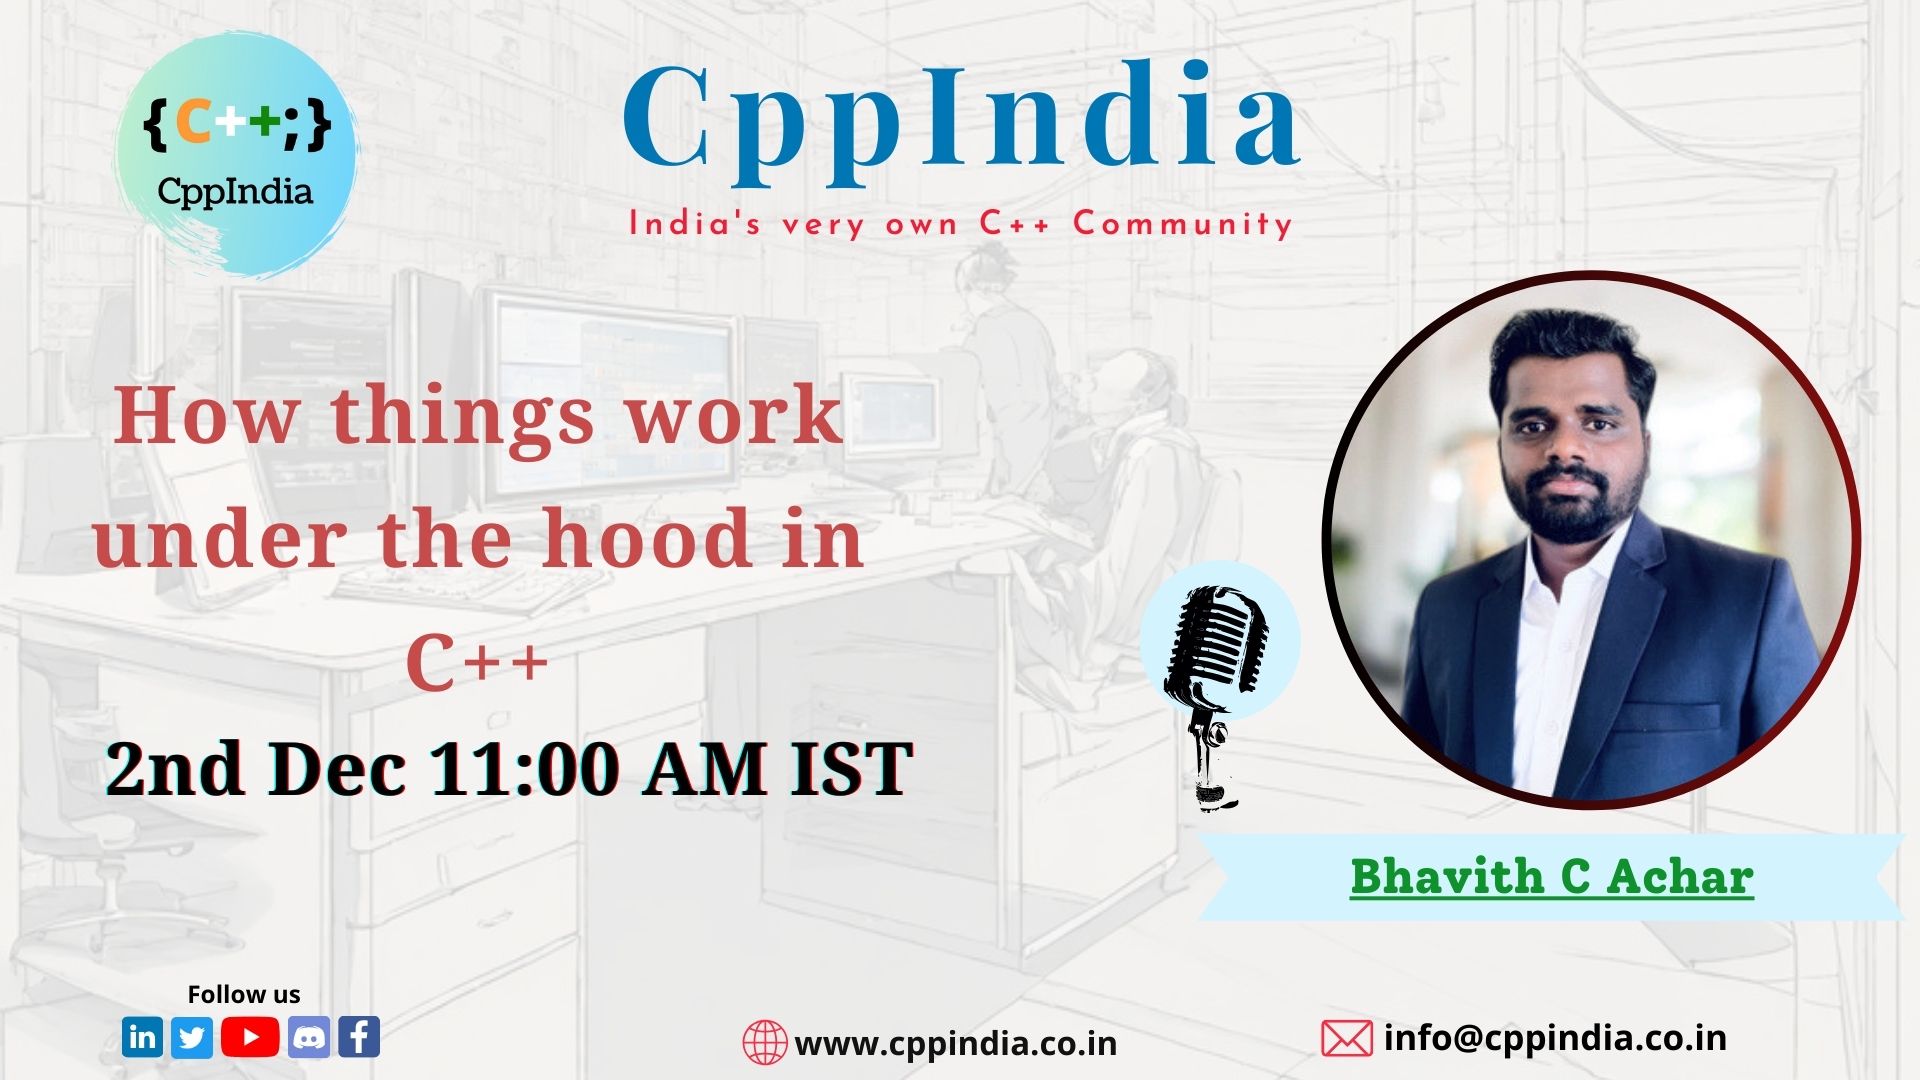 {C++;}
CppIndia
CppIndia
India's very own C++ Community
How things work
under the hood in
C++
2nd Dec 11:00 AM IST
Bhavith C Achar
Follow us
in
f
www.cppindia.co.in
info@cppindia.co.in